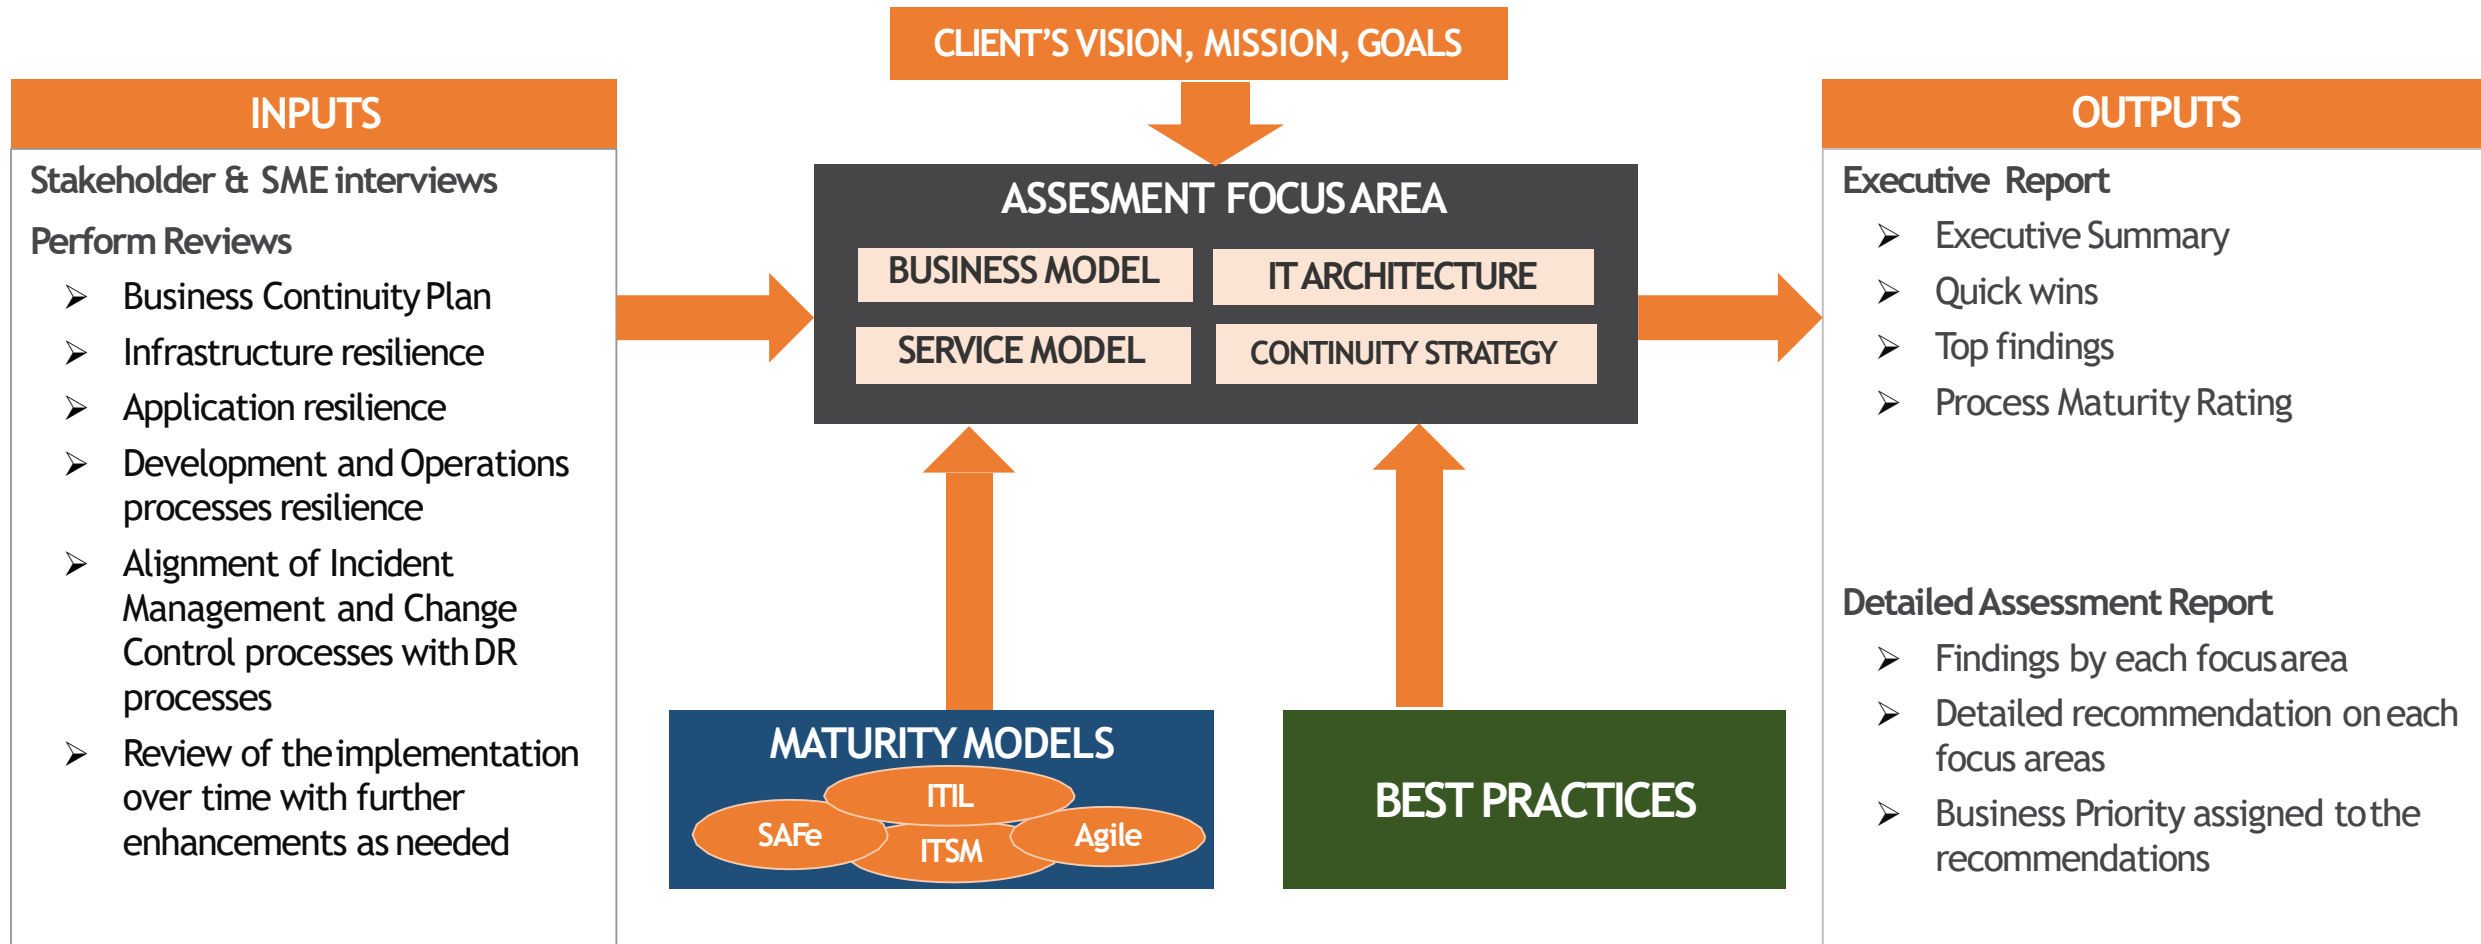 CLIENT'S VISION, MISSION, GOALS
INPUTS
Stakeholder & SME interviews
Perform Reviews
➢ Business Continuity Plan
➢ Infrastructure resilience
➢ Application resilience
➢ Development and Operations
processes resilience
➢ Alignment of Incident
Management and Change
Control processes with DR
processes
➢ Review of the implementation
over time with further
enhancements as needed
ASSESMENT FOCUS AREA
BUSINESS MODEL
IT ARCHITECTURE
SERVICE MODEL
CONTINUITY STRATEGY
MATURITY MODELS
ITIL
SAFe
ITSM
Agile
BEST PRACTICES
OUTPUTS
Executive Report
➢ Executive Summary
➢ Quick wins
➢ Top findings
➢ Process Maturity Rating
Detailed Assessment Report
➢ Findings by each focus area
➢ Detailed recommendation on each
focus areas
➢ Business Priority assigned to the
recommendations